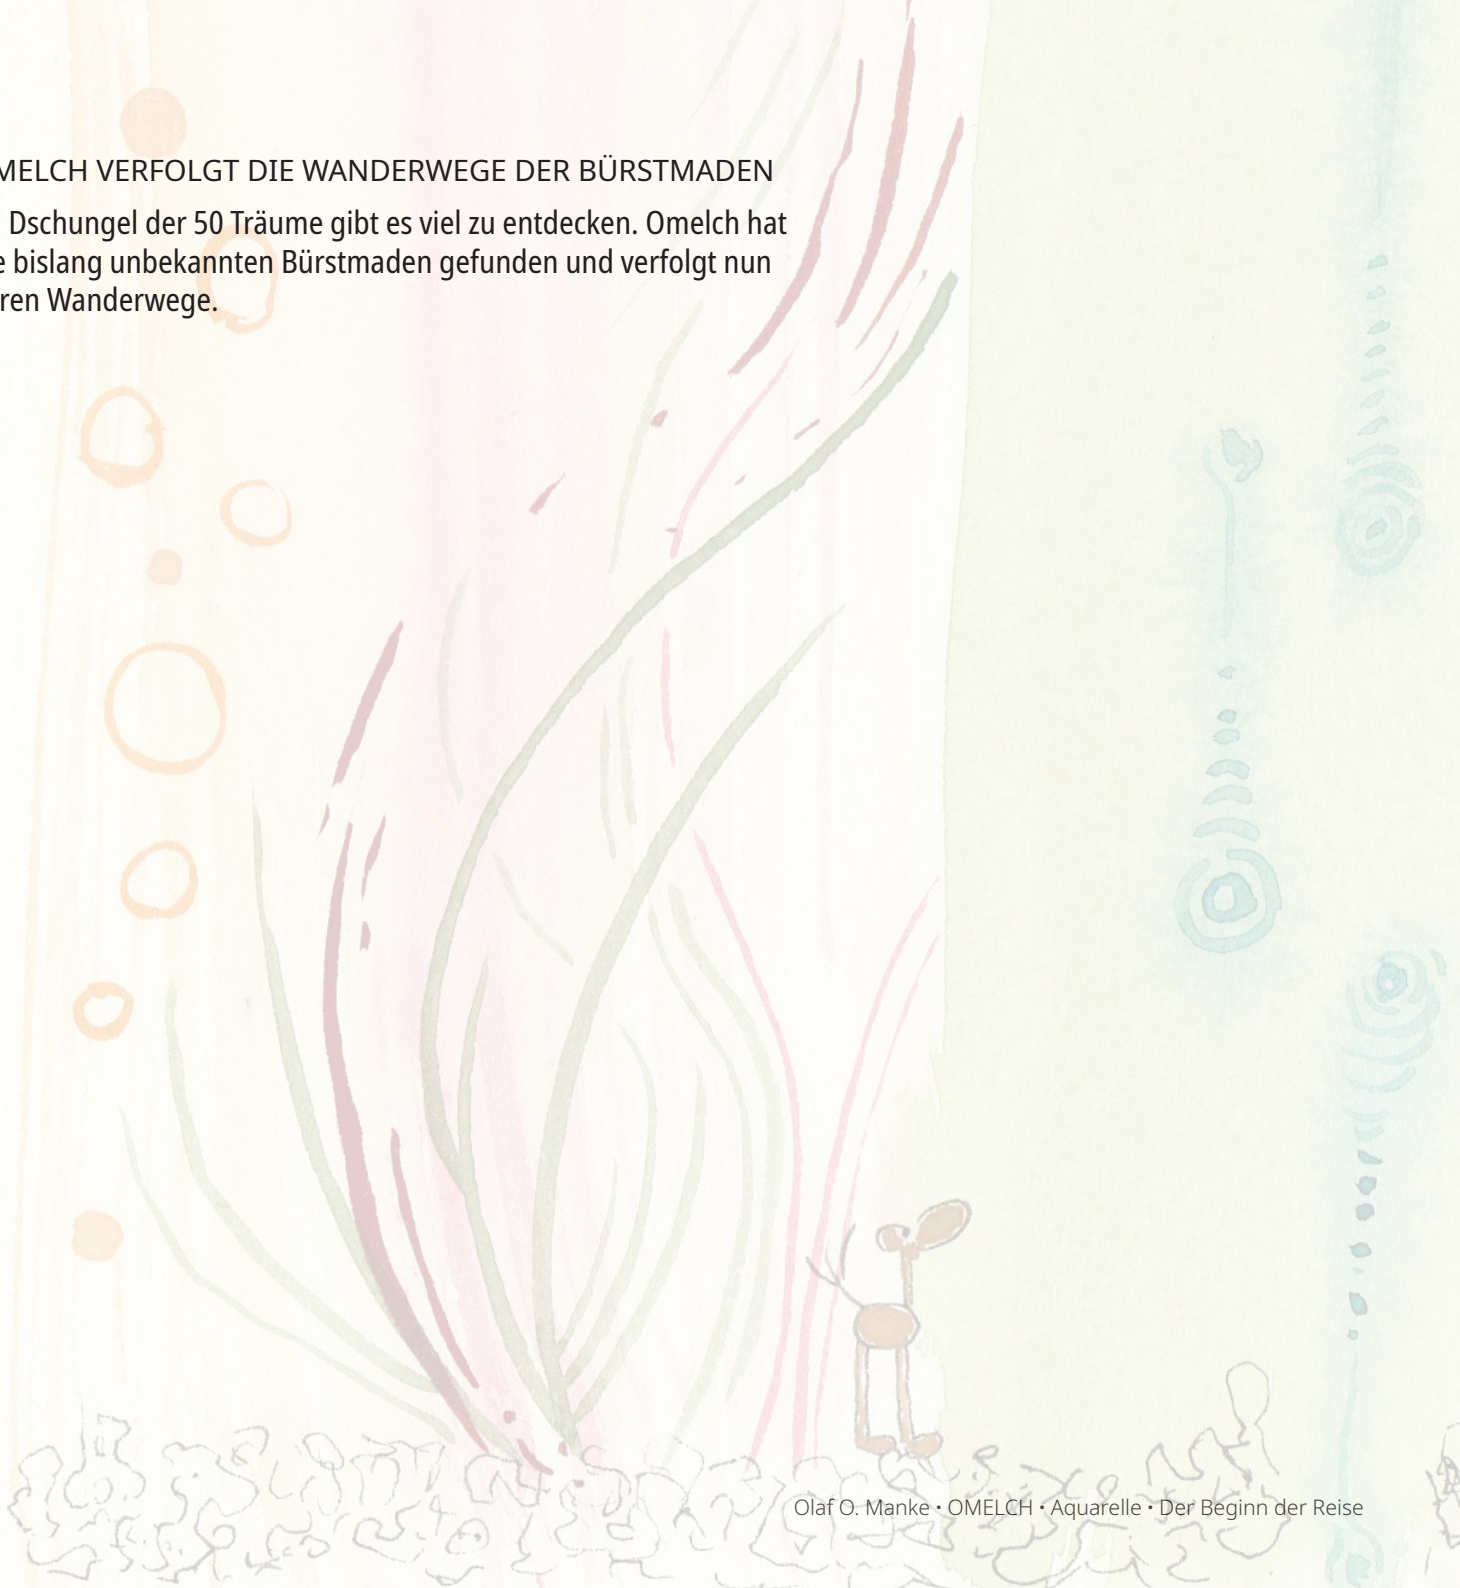 MELCH VERFOLGT DIE WANDERWEGE DER BÜRSTMADEN
Dschungel der 50 Träume gibt es viel zu entdecken. Omelch hat
e bislang unbekannten Bürstmaden gefunden und verfolgt nun
ren Wanderwege.
Olaf O. Manke • OMELCH • Aquarelle • Der Beginn der Reise